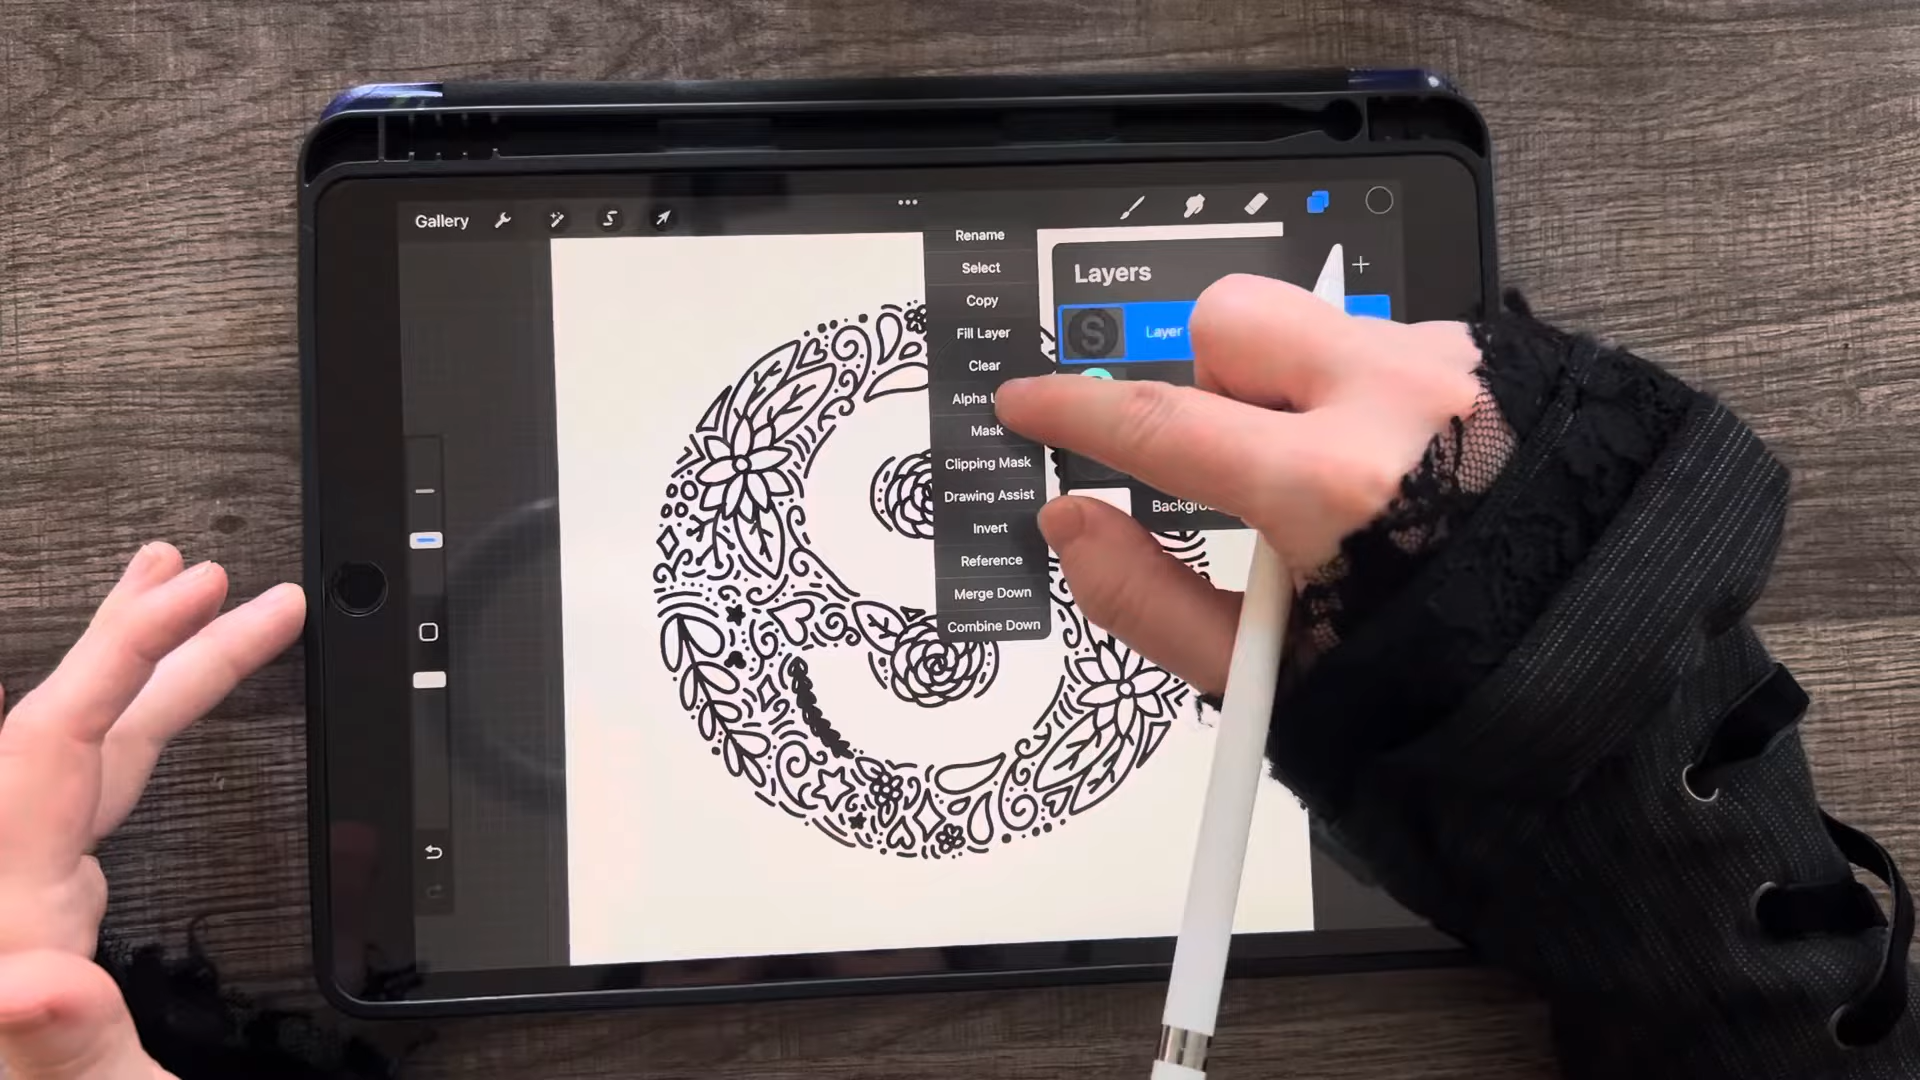 Gallery
Rename
Select
Copy
Fill Layer
Clear
Alpha
Mask
Clipping Mask
Drawing Assist
Invert
Reference
Merge Down
Combine Down
Layers
S
Layer